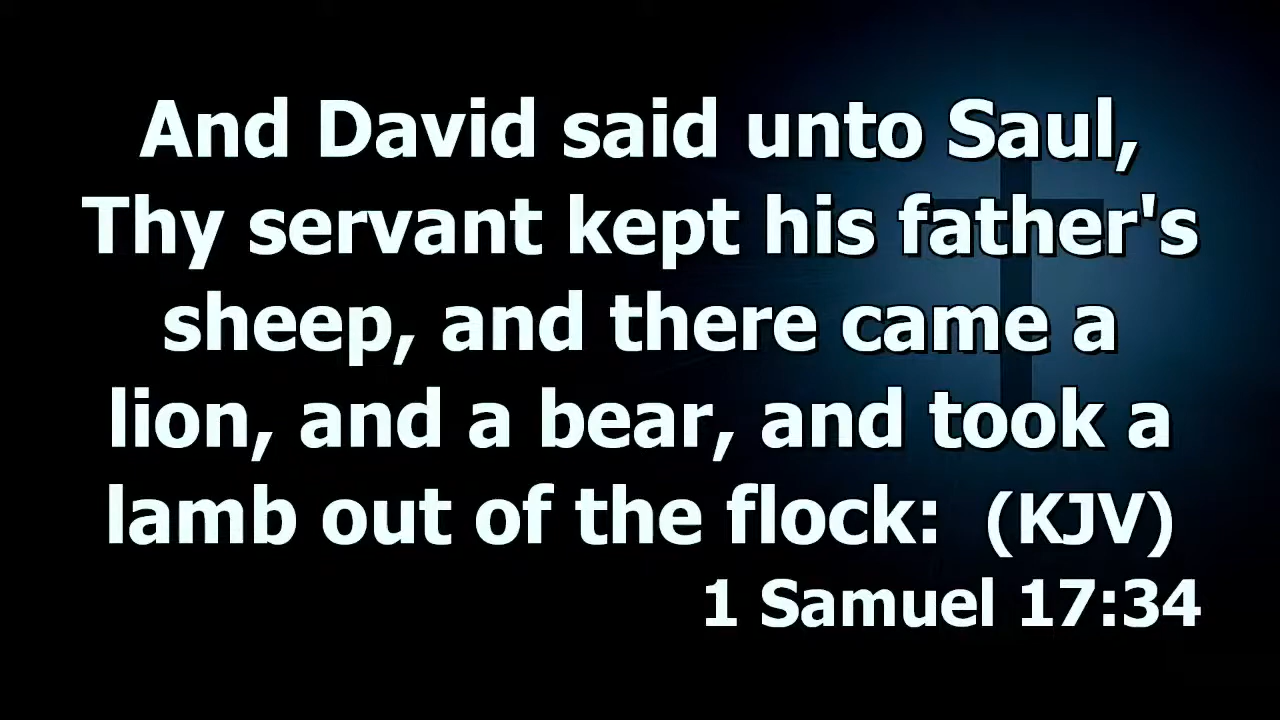 And David said unto Saul,
Thy servant kept his father's
sheep, and there came a
lion, and a bear, and took a
lamb out of the flock:  (KJV)
1 Samuel 17:34